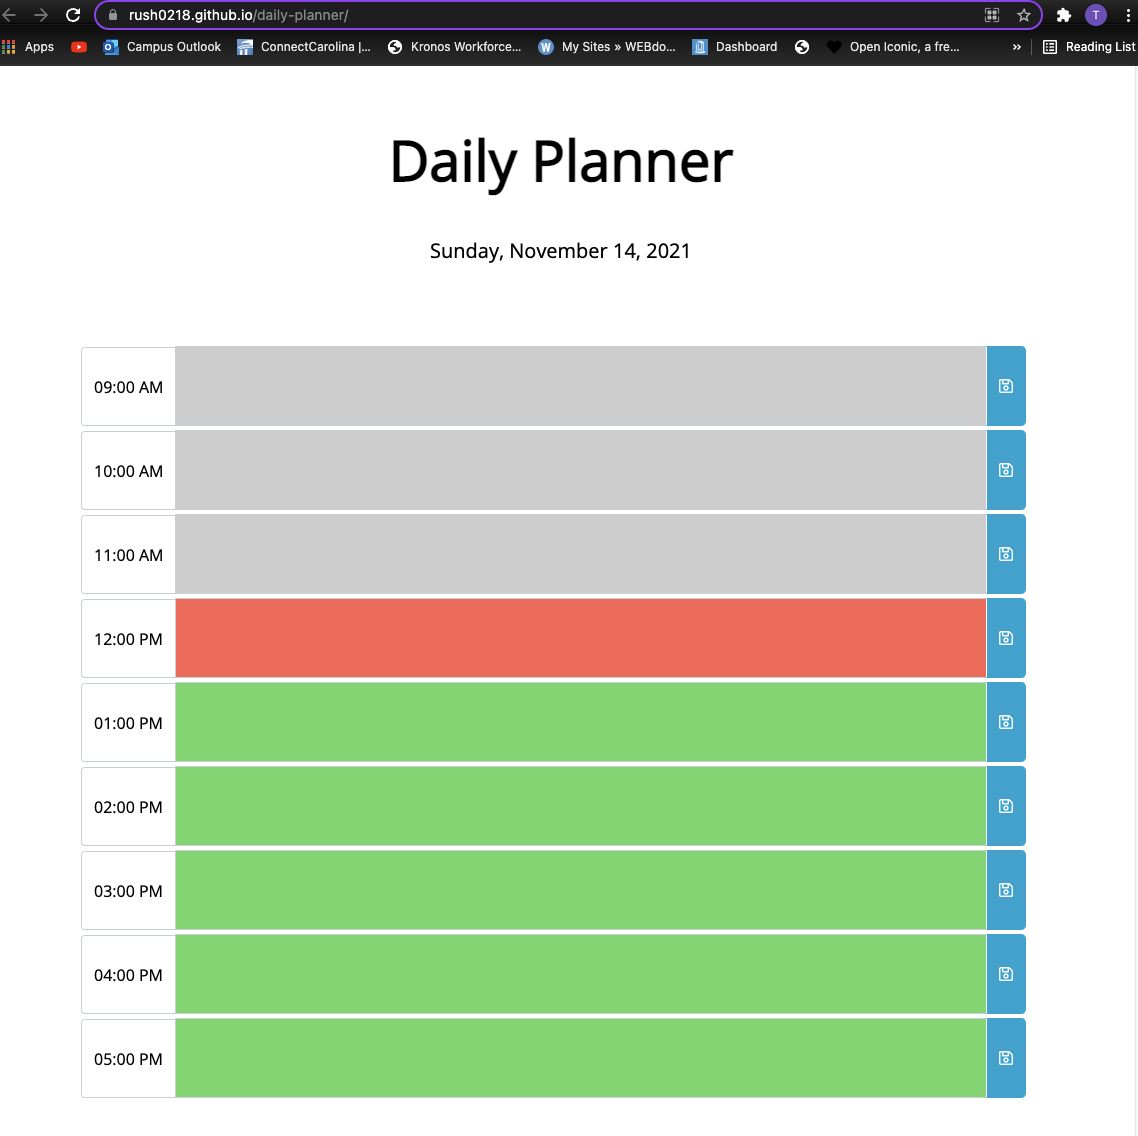 rush0218.github.io/daily-planner/
Apps Campus Outlook ConnectCarolina |... Kronos Workforce... W My Sites » WEBdo... Dashboard Open Iconic, a fre... » Reading List
T
Daily Planner
Sunday, November 14, 2021
09:00 AM
10:00 AM
11:00 AM
12:00 PM
01:00 PM
02:00 PM
03:00 PM
04:00 PM
05:00 PM